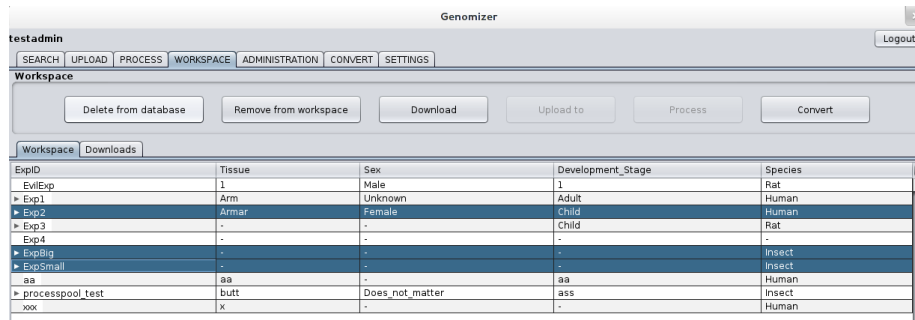 Genomizer
testadmin Logout
SEARCH UPLOAD PROCESS WORKSPACE ADMINISTRATION CONVERT SETTINGS
Workspace
Delete from database Remove from workspace Download Upload to Process Convert
Workspace Downloads
ExpID Tissue Sex Development_Stage Species
EvilExp 1 Male 1 Rat
Exp1 Arm Unknown Adult Human
Exp2 Armar Female Child Human
Exp3 - - Child Rat
Exp4 - - - -
ExpBig - - - Insect
ExpSmall - - - Insect
aa aa - aa Human
processpool_test butt Does_not_matter ass Insect
xxx x - - Human